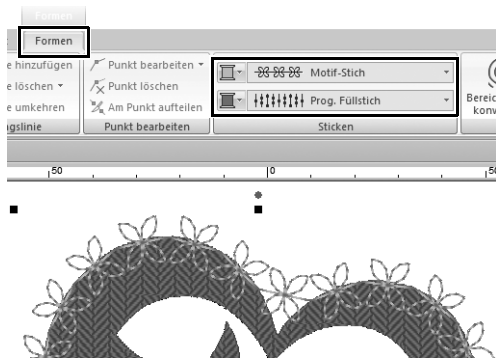 Formen
Formen
e hinzufügen
Punkt bearbeiten
Motif-Stich
e löschen
Punkt löschen
e umkehren
Am Punkt aufteilen
Prog. Füllstich
Bereic
konv
gslinie
Punkt bearbeiten
Sticken
50
0
50